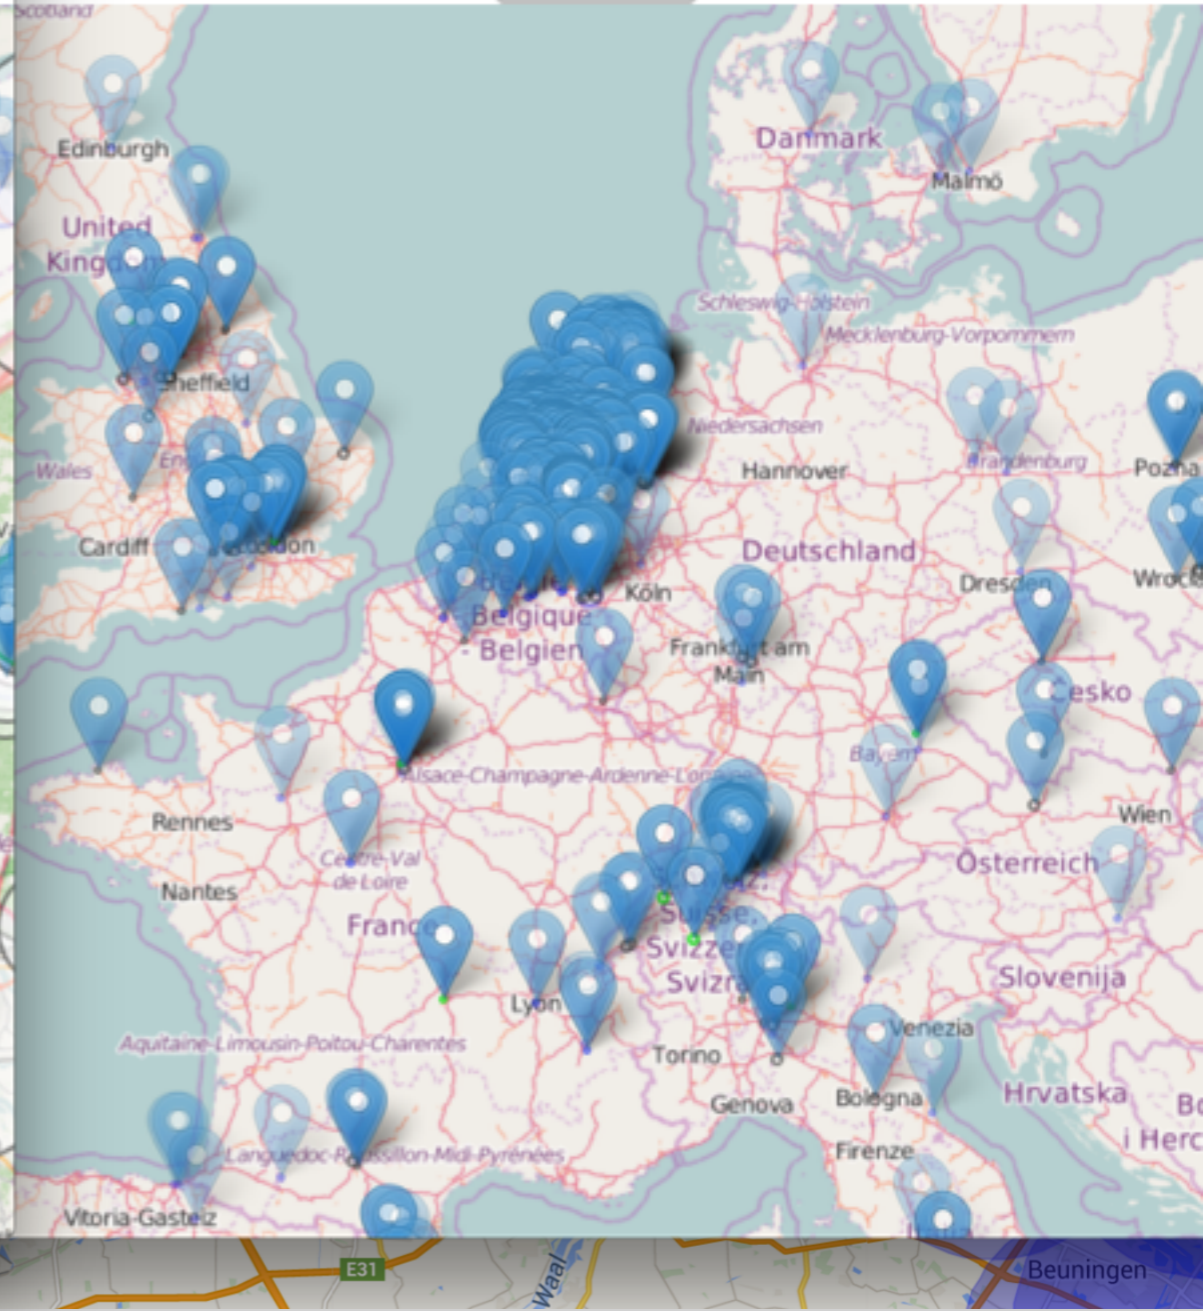 Scotland
Edinburgh
Danmark
Malmö
United
Kingdom
Schleswig-Holstein
Mecklenburg-Vorpommern
Sheffield
Niedersachsen
Wales
Hannover
Brandenburg
Cardiff
London
Deutschland
Dresden
Köln
Belgique
- Belgien
Frankfurt am
Main
Česko
Bayern
Alsace-Champagne-Ardenne-Lorraine
Rennes
Wien
Centre-Val
de Loire
Österreich
Nantes
France
Suisse,
Svizzera
Svizra
Slovenija
Lyon
Venezia
Aquitaine-Limousin-Poitou-Charentes
Torino
Hrvatska
Genova
Bologna
i Herc
Firenze
Languedoc-Roussillon-Midi-Pyrénées
Vitoria-Gasteiz
E31
Waal
Beuningen